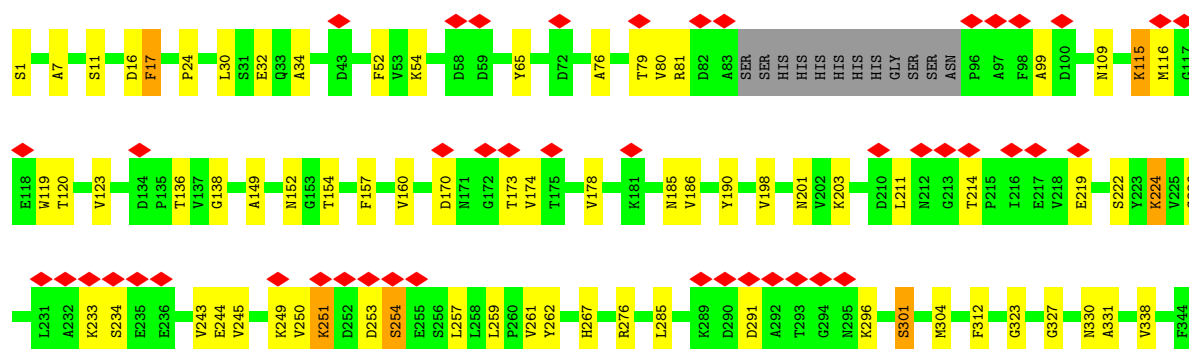 S1 A7 S11 D16 F17 P24 L30 S31 E32 Q33 A34 D43 F52 V53 K54 D58 D59 Y65 D72 A76 T79 V80 R81 D82 A83 SER SER HIS HIS HIS HIS HIS HIS GLY SER SER ASN P96 A97 F98 A99 D100 N109 K115 M116 G117
E118 W119 T120 V123 D134 P135 T136 V137 G138 A149 N152 G153 T154 F157 V160 D170 N171 G172 T173 V174 T175 V178 K181 N185 V186 Y190 V198 N201 V202 K203 D210 L211 N212 G213 T214 P215 I216 E217 V218 E219 S222 Y223 K224 V225
L231 A232 K233 S234 E235 E236 V243 E244 V245 K249 V250 K251 D252 D253 S254 E255 S256 L257 L258 L259 P260 V261 Y262 H267 R276 L285 K289 D290 D291 A292 T293 G294 N295 K296 S301 M304 F312 G323 G327 N330 A331 V338 F344